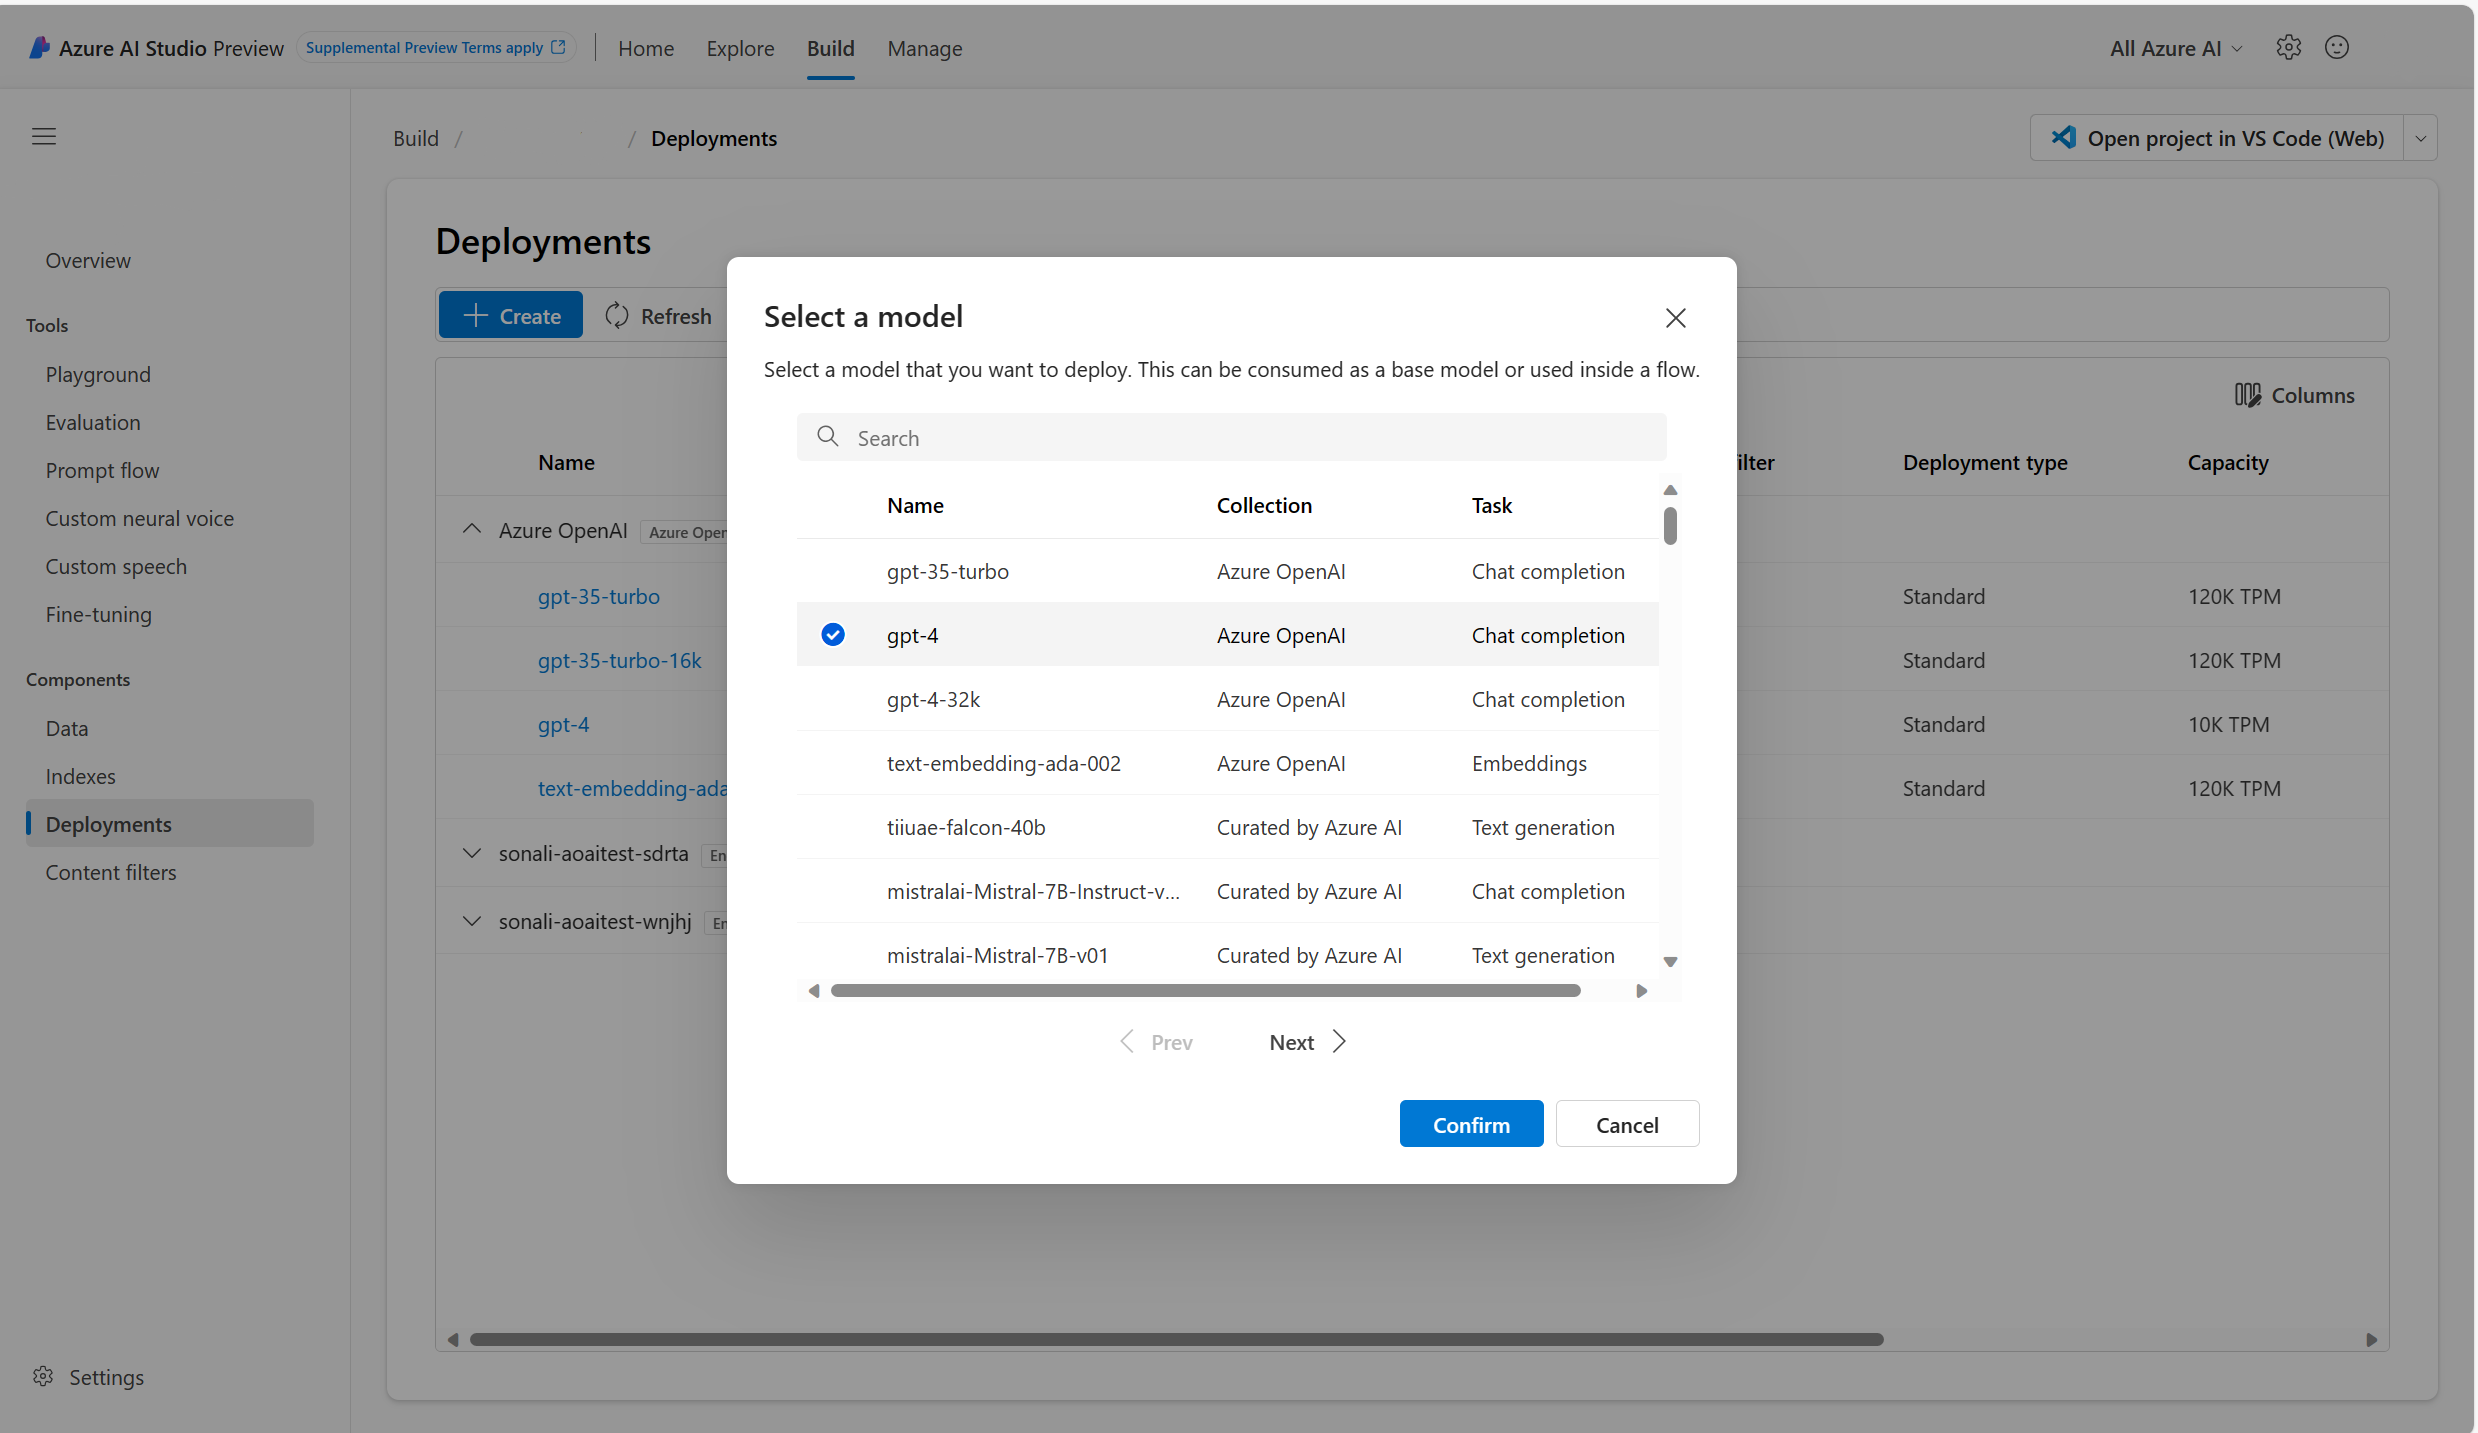 Azure AI Studio Preview
Supplemental Preview Terms apply
Home
Explore
Build
Manage
All Azure AI
Build / / Deployments
Open project in VS Code (Web)
Overview
Tools
Playground
Evaluation
Prompt flow
Custom neural voice
Custom speech
Fine-tuning
Components
Data
Indexes
Deployments
Content filters
Settings
Deployments
Create
Refresh
Columns
Name
ilter
Deployment type
Capacity
Azure OpenAI
Azure Open
gpt-35-turbo
Standard
120K TPM
gpt-35-turbo-16k
Standard
120K TPM
gpt-4
Standard
10K TPM
text-embedding-ada
Standard
120K TPM
sonali-aoaitest-sdrta
En
sonali-aoaitest-wnjhj
En
Select a model
Select a model that you want to deploy. This can be consumed as a base model or used inside a flow.
Search
Name Collection Task
gpt-35-turbo Azure OpenAI Chat completion
gpt-4 Azure OpenAI Chat completion
gpt-4-32k Azure OpenAI Chat completion
text-embedding-ada-002 Azure OpenAI Embeddings
tiiuae-falcon-40b Curated by Azure AI Text generation
mistralai-Mistral-7B-Instruct-v... Curated by Azure AI Chat completion
mistralai-Mistral-7B-v01 Curated by Azure AI Text generation
Prev
Next
Confirm
Cancel